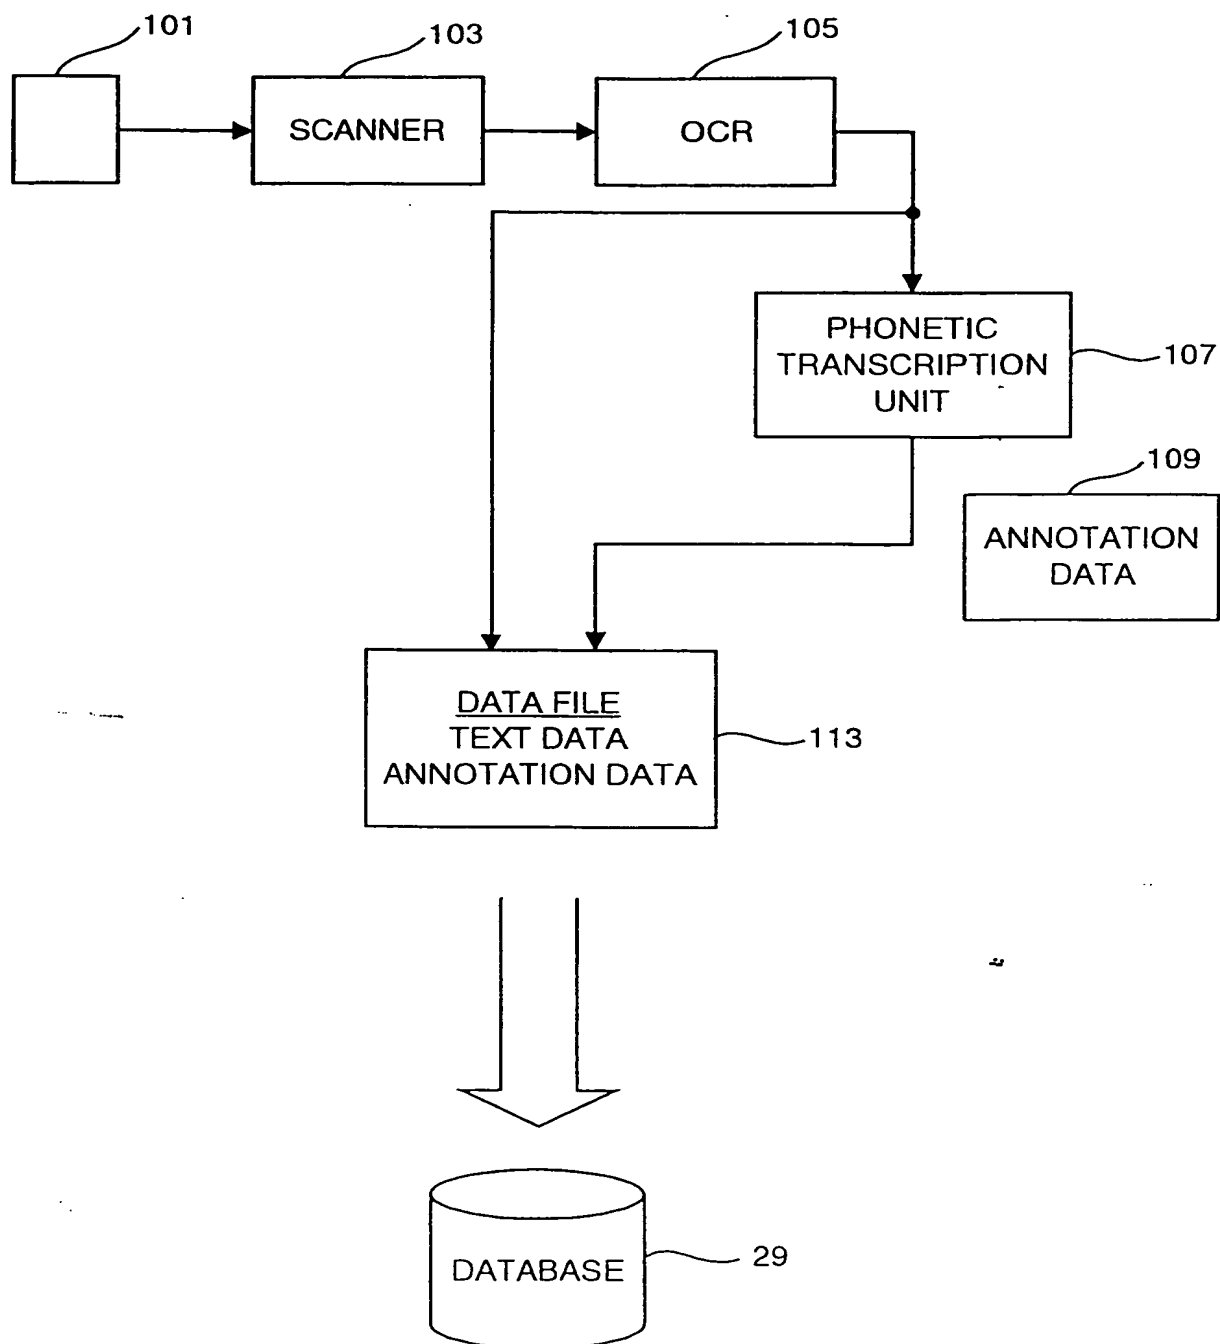 101
103
105
SCANNER
OCR
PHONETIC
TRANSCRIPTION
UNIT
107
109
ANNOTATION
DATA
DATA FILE
TEXT DATA
ANNOTATION DATA
113
DATABASE
29